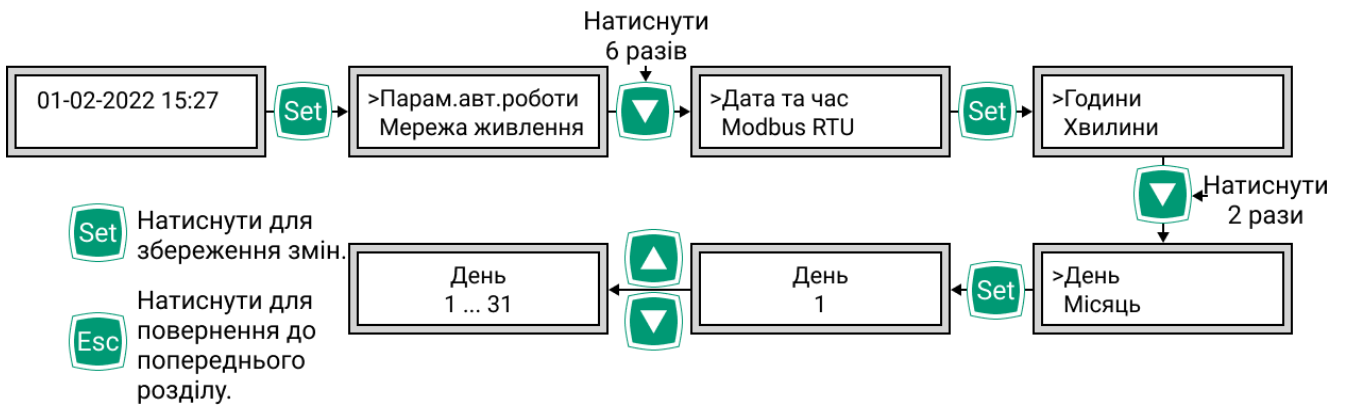 Натиснути
6 разів
01-02-2022 15:27
Set
>Парам.авт.роботи
Мережа живлення
>Дата та час
Modbus RTU
Set
>Години
Хвилини
Натиснути
2 рази
Set
Натиснути для
збереження змін.
День
1 ... 31
День
1
Set
>День
Місяць
Esc
Натиснути для
повернення до
попереднього
розділу.